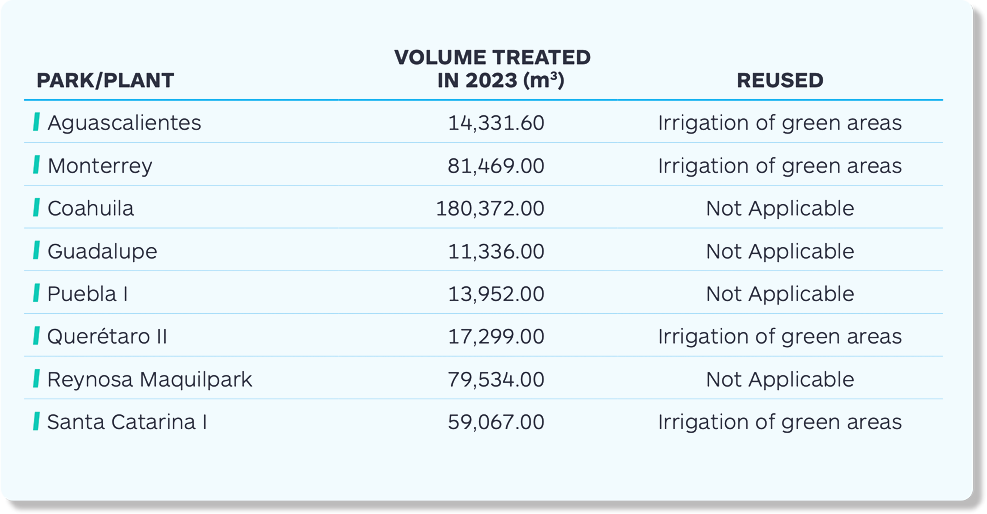 PARK/PLANT VOLUME TREATED IN 2023 (m³) REUSED
Aguascalientes 14,331.60 Irrigation of green areas
Monterrey 81,469.00 Irrigation of green areas
Coahuila 180,372.00 Not Applicable
Guadalupe 11,336.00 Not Applicable
Puebla I 13,952.00 Not Applicable
Querétaro II 17,299.00 Irrigation of green areas
Reynosa Maquilpark 79,534.00 Not Applicable
Santa Catarina I 59,067.00 Irrigation of green areas